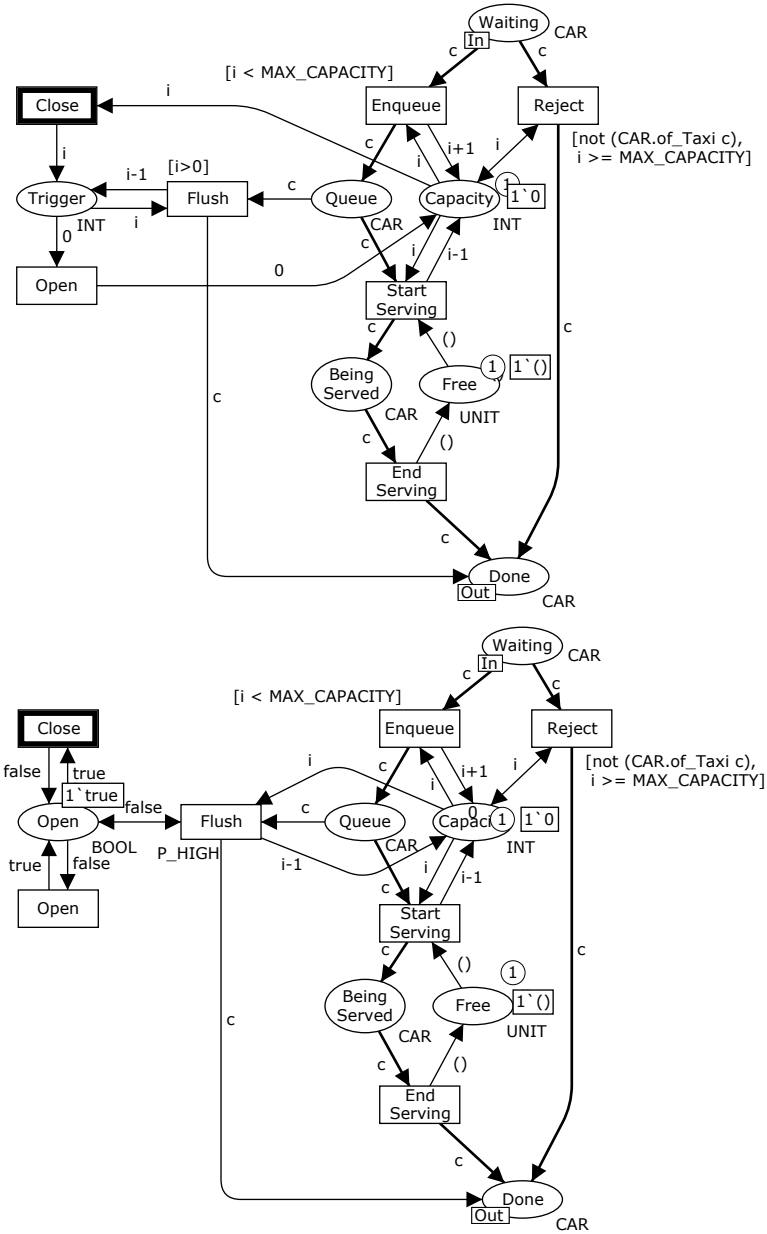 Waiting
CAR
In
c
c
[i < MAX_CAPACITY]
i
Close
Enqueue
Reject
c
i+1
i
i
[not (CAR.of_Taxi c),
i >= MAX_CAPACITY]
i
i-1
[i>0]
Trigger
Flush
c
Queue
Capacity
1
1`0
INT
i
CAR
INT
0
c
i
i-1
Open
0
Start
Serving
c
c
()
Being
Served
Free
1
1`()
c
CAR
UNIT
c
()
End
Serving
c
Done
Out
CAR
Waiting
CAR
In
c
c
[i < MAX_CAPACITY]
Close
Enqueue
Reject
false
true
c
i+1
i
i
[not (CAR.of_Taxi c),
i >= MAX_CAPACITY]
i
1`true
false
Open
Flush
c
Queue
0
1
1`0
BOOL
P_HIGH
CAR
INT
true
false
i-1
c
i
i-1
Open
Start
Serving
c
c
()
1
Being
Served
Free
1`()
c
CAR
UNIT
c
()
End
Serving
c
Done
Out
CAR